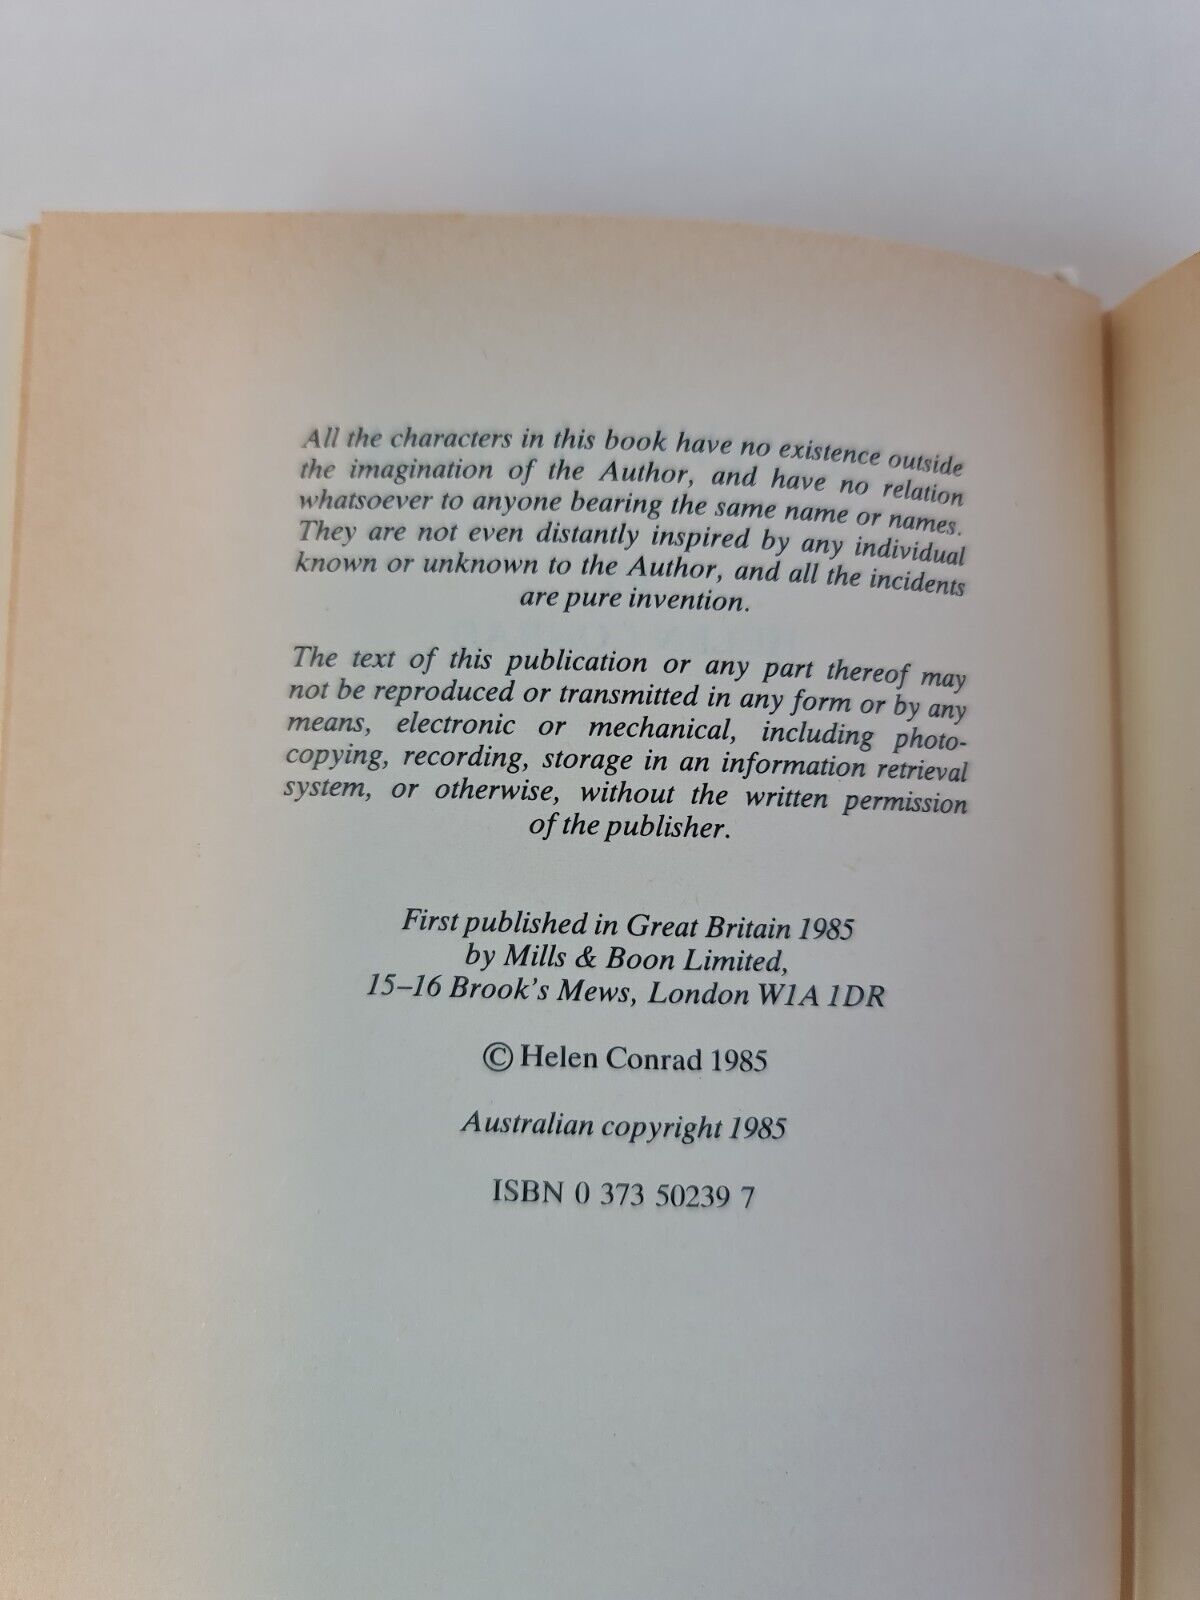 All the characters in this book have no existence outside
the imagination of the Author, and have no relation
whatsoever to anyone bearing the same name or names.
They are not even distantly inspired by any individual
known or unknown to the Author, and all the incidents
are pure invention.
The text of this publication or any part thereof may
not be reproduced or transmitted in any form or by any
means, electronic or mechanical, including photo-
copying, recording, storage in an information retrieval
system, or otherwise, without the written permission
of the publisher.
First published in Great Britain 1985
by Mills & Boon Limited,
15–16 Brook's Mews, London W1A 1DR
© Helen Conrad 1985
Australian copyright 1985
ISBN 0 373 50239 7